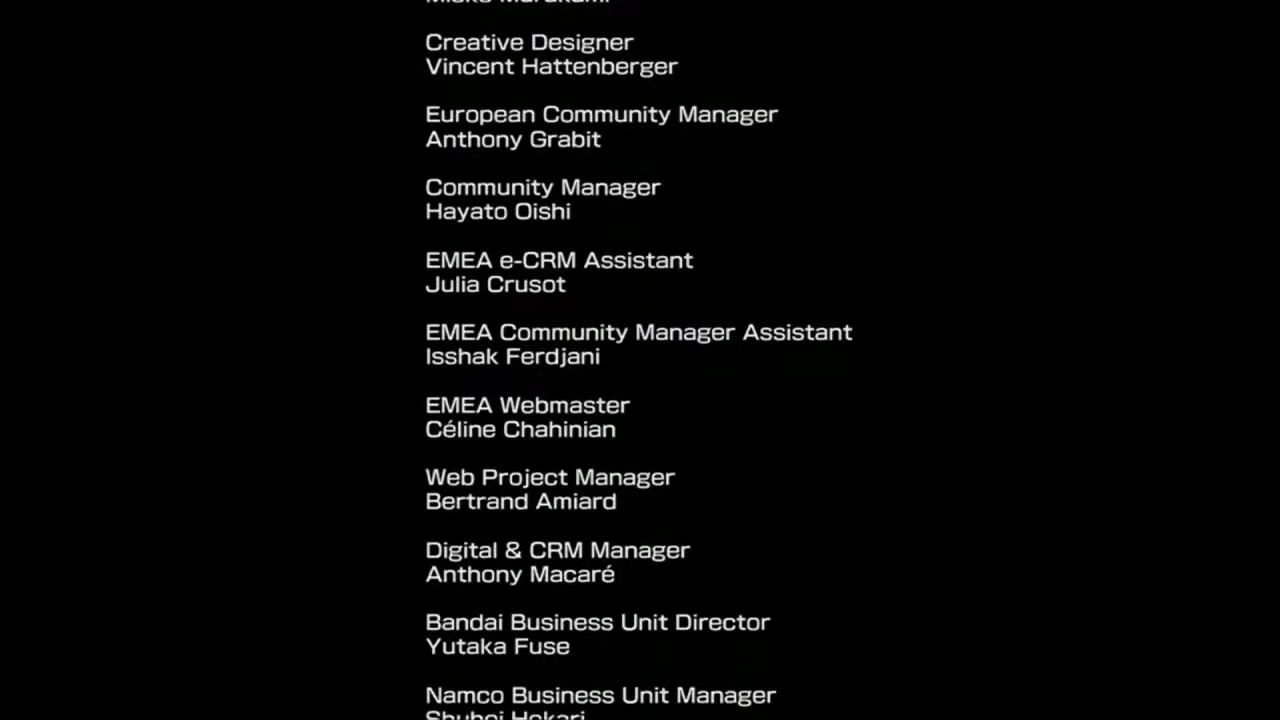 Creative Designer
Vincent Hattenberger
European Community Manager
Anthony Grabit
Community Manager
Hayato Oishi
EMEA e-CRM Assistant
Julia Crusot
EMEA Community Manager Assistant
Isshak Ferdjani
EMEA Webmaster
Céline Chahinian
Web Project Manager
Bertrand Amiard
Digital & CRM Manager
Anthony Macaré
Bandai Business Unit Director
Yutaka Fuse
Namco Business Unit Manager